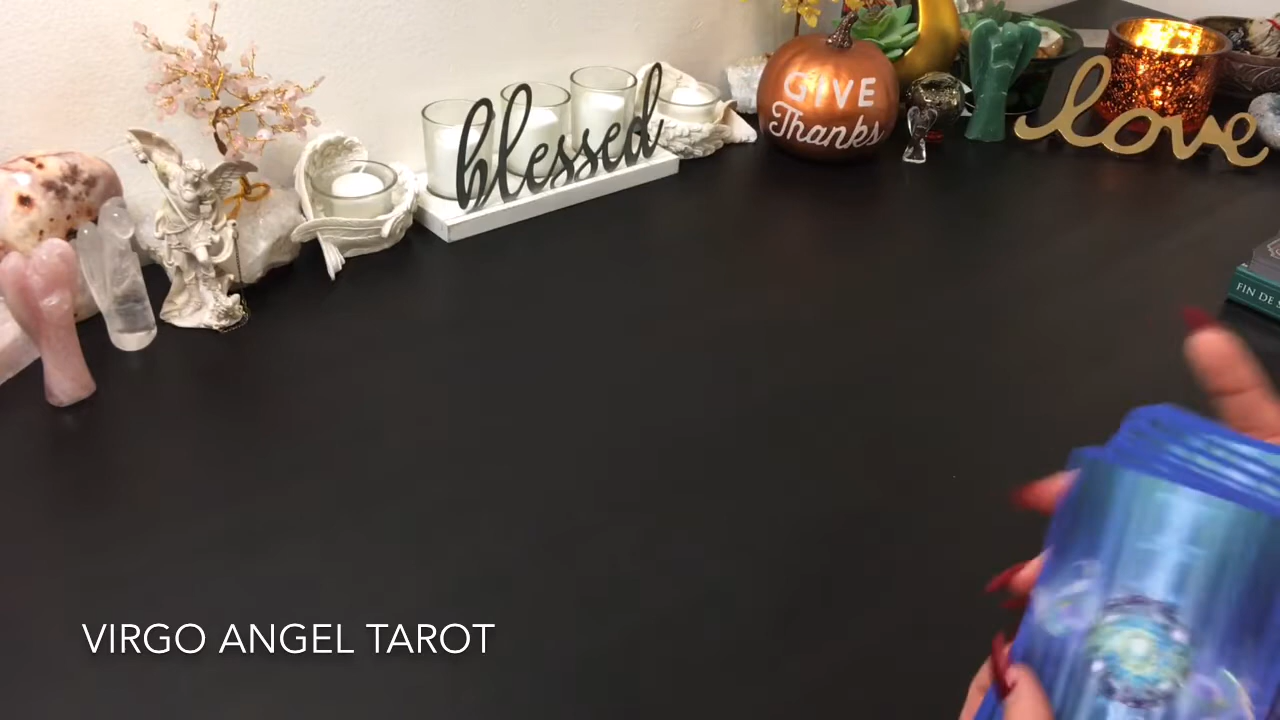 blessed
GIVE
Thanks
love
FIN DE S
VIRGO ANGEL TAROT